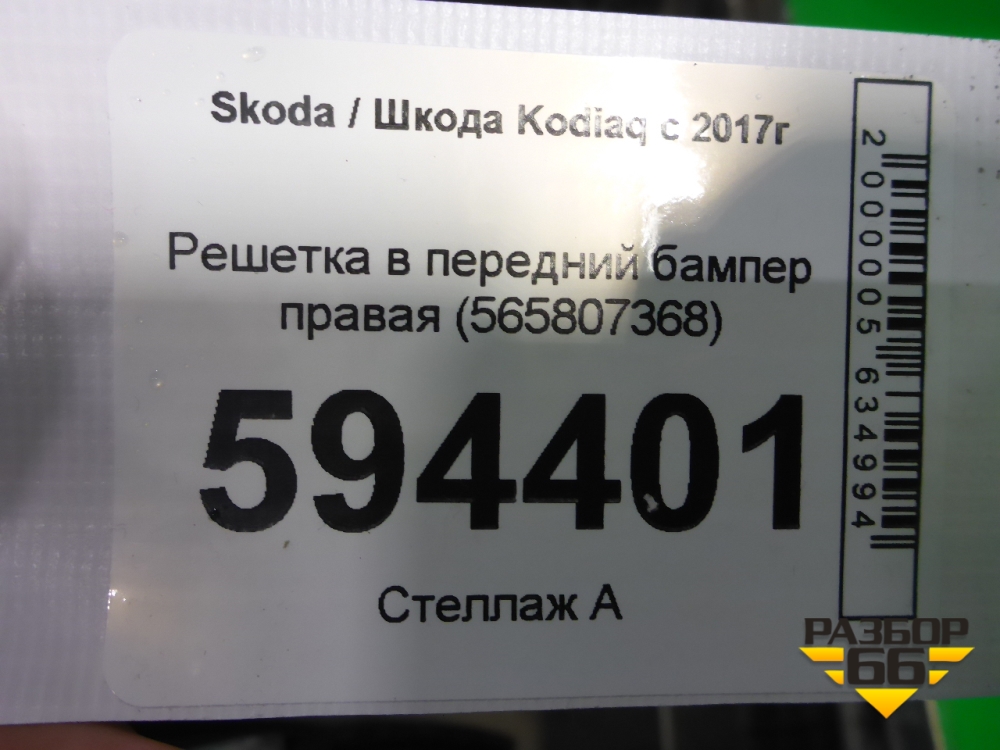 Skoda / Шкода Kodiaq с 2017г
Решетка в передний бампер
правая (565807368)
594401
Стеллаж А
2000005634994
РАЗБОР
66